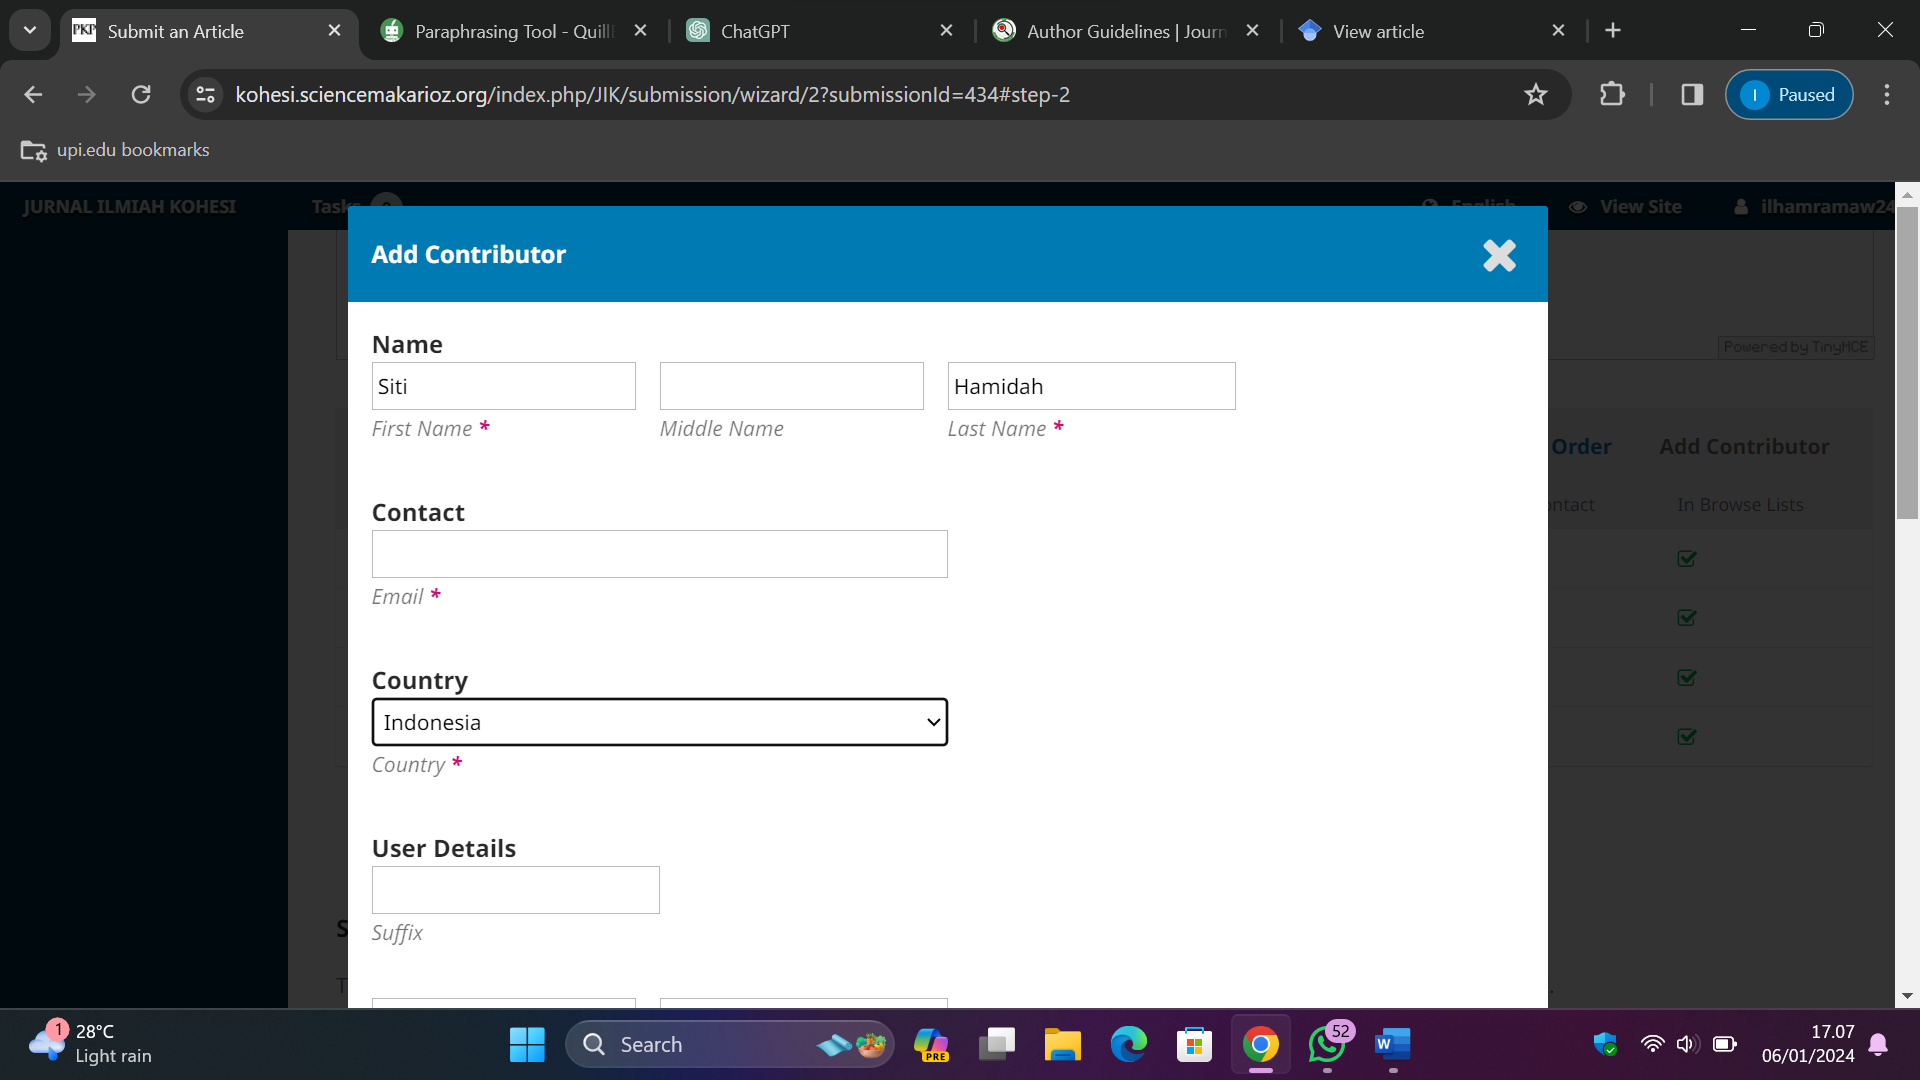 PKP Submit an Article
Paraphrasing Tool - Quill
ChatGPT
Author Guidelines | Journ
View article
kohesi.sciencemakarioz.org/index.php/JIK/submission/wizard/2?submissionId=434#step-2
I Paused
upi.edu bookmarks
JURNAL ILMIAH KOHESI
Tasks
English
View Site
ilhamramaw24
Add Contributor
Powered by TinyMCE
Name
Siti
Hamidah
First Name *
Middle Name
Last Name *
Order
Add Contributor
Contact
ontact
In Browse Lists
Email *
Country
Indonesia
Country *
User Details
Suffix
S
T
1
28°C
Light rain
Search
PRE
52
W
17.07
06/01/2024